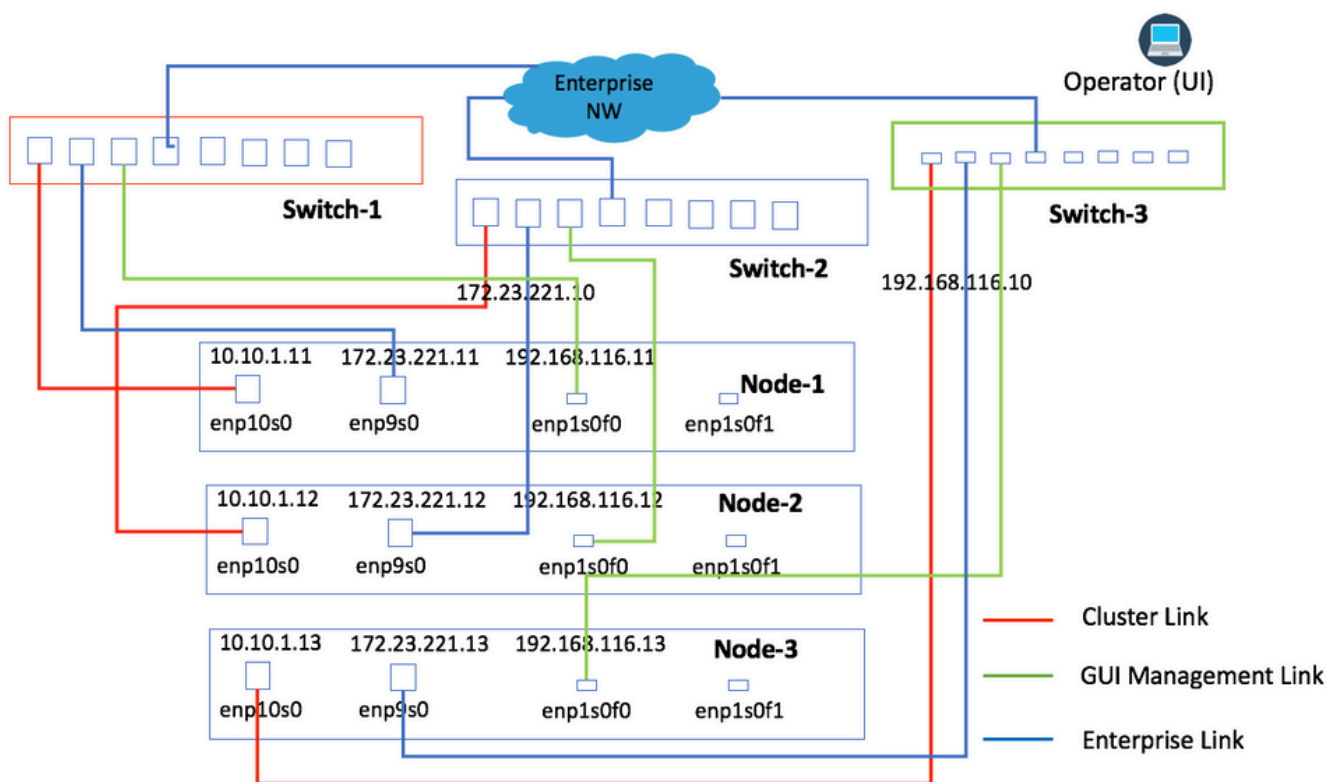 Enterprise
NW
Operator (UI)
Switch-1
Switch-2
Switch-3
172.23.221.10
192.168.116.10
10.10.1.11
172.23.221.11
192.168.116.11
Node-1
enp10s0
enp9s0
enp1s0f0
enp1s0f1
10.10.1.12
172.23.221.12
192.168.116.12
Node-2
enp10s0
enp9s0
enp1s0f0
enp1s0f1
10.10.1.13
172.23.221.13
192.168.116.13
Node-3
enp10s0
enp9s0
enp1s0f0
enp1s0f1
Cluster Link
GUI Management Link
Enterprise Link